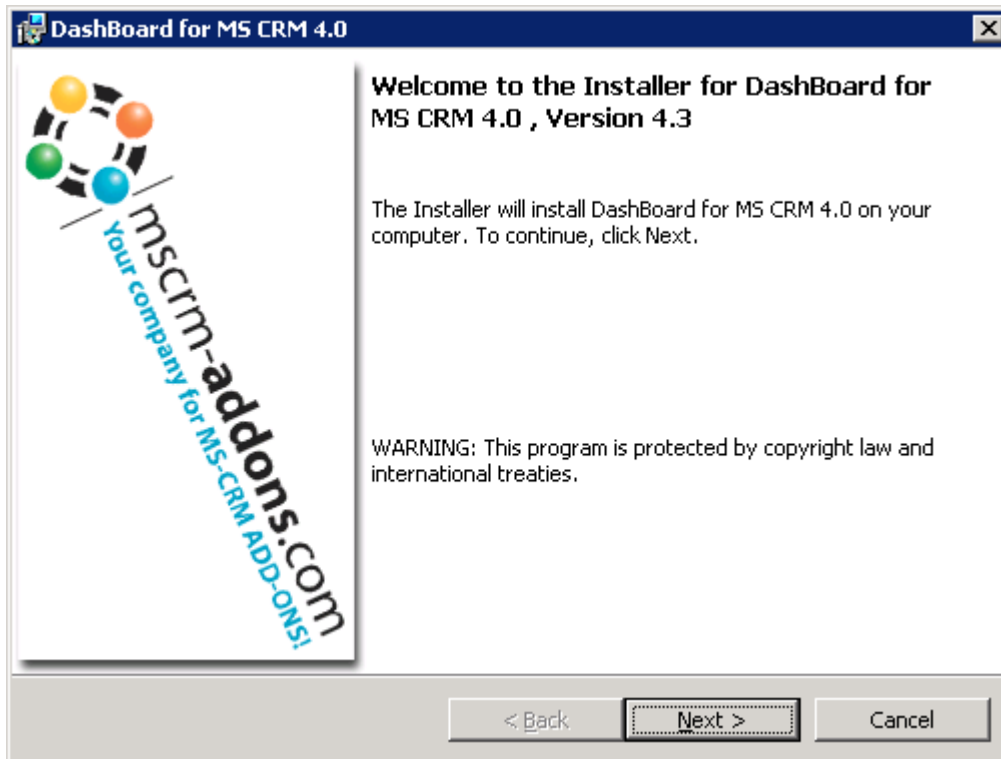 DashBoard for MS CRM 4.0
Welcome to the Installer for DashBoard for
MS CRM 4.0 , Version 4.3
The Installer will install DashBoard for MS CRM 4.0 on your
computer. To continue, click Next.
WARNING: This program is protected by copyright law and
international treaties.
mscrm-addons.com
Your company for MS-CRM ADD-ONS!
< Back
Next >
Cancel